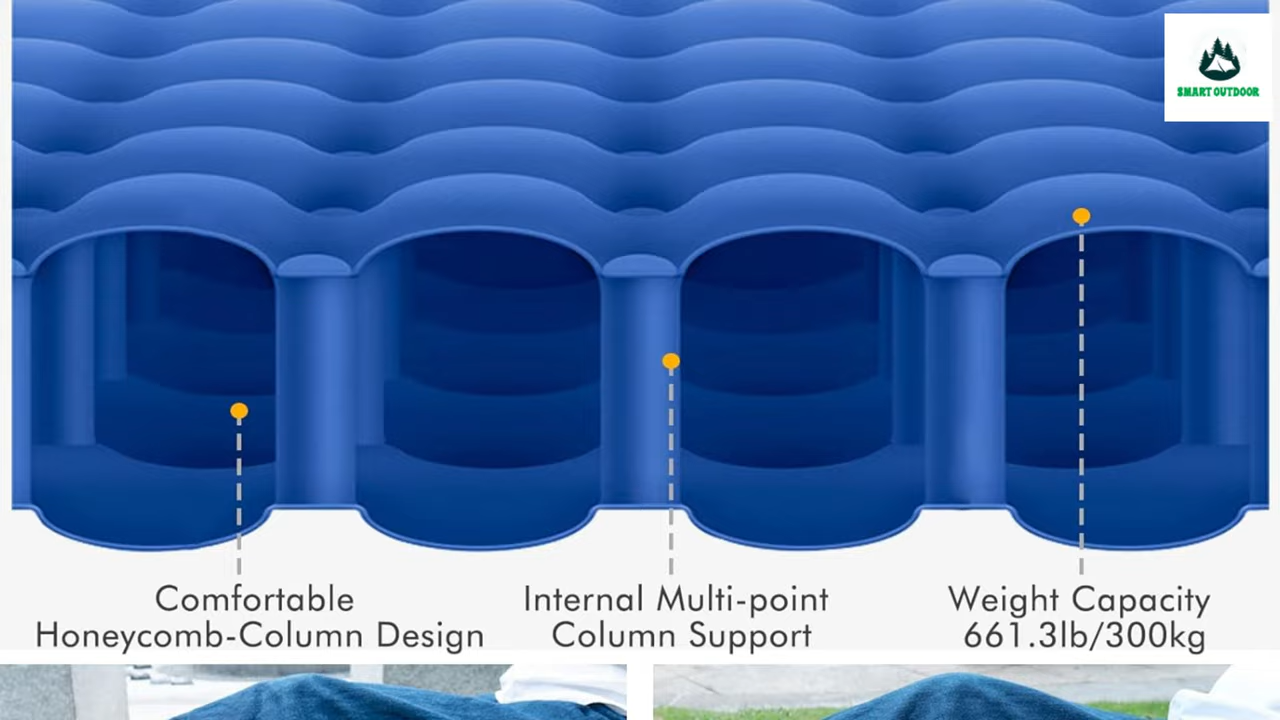 SMART OUTDOOR
Comfortable
Honeycomb-Column Design
Internal Multi-point
Column Support
Weight Capacity
661.3lb/300kg